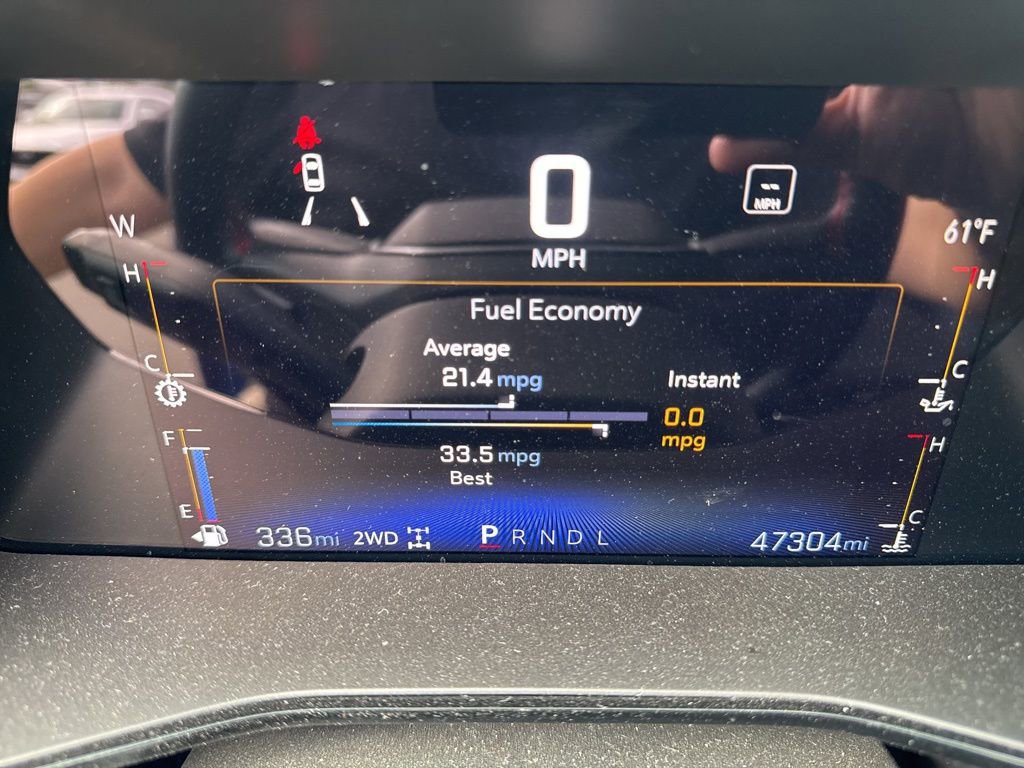 0
MPH
--
MPH
W
61°F
H
H
Fuel Economy
Average
21.4 mpg
Instant
C
C
0.0
mpg
F
H
33.5 mpg
Best
E
C
336mi 2WD P R N D L 47304mi